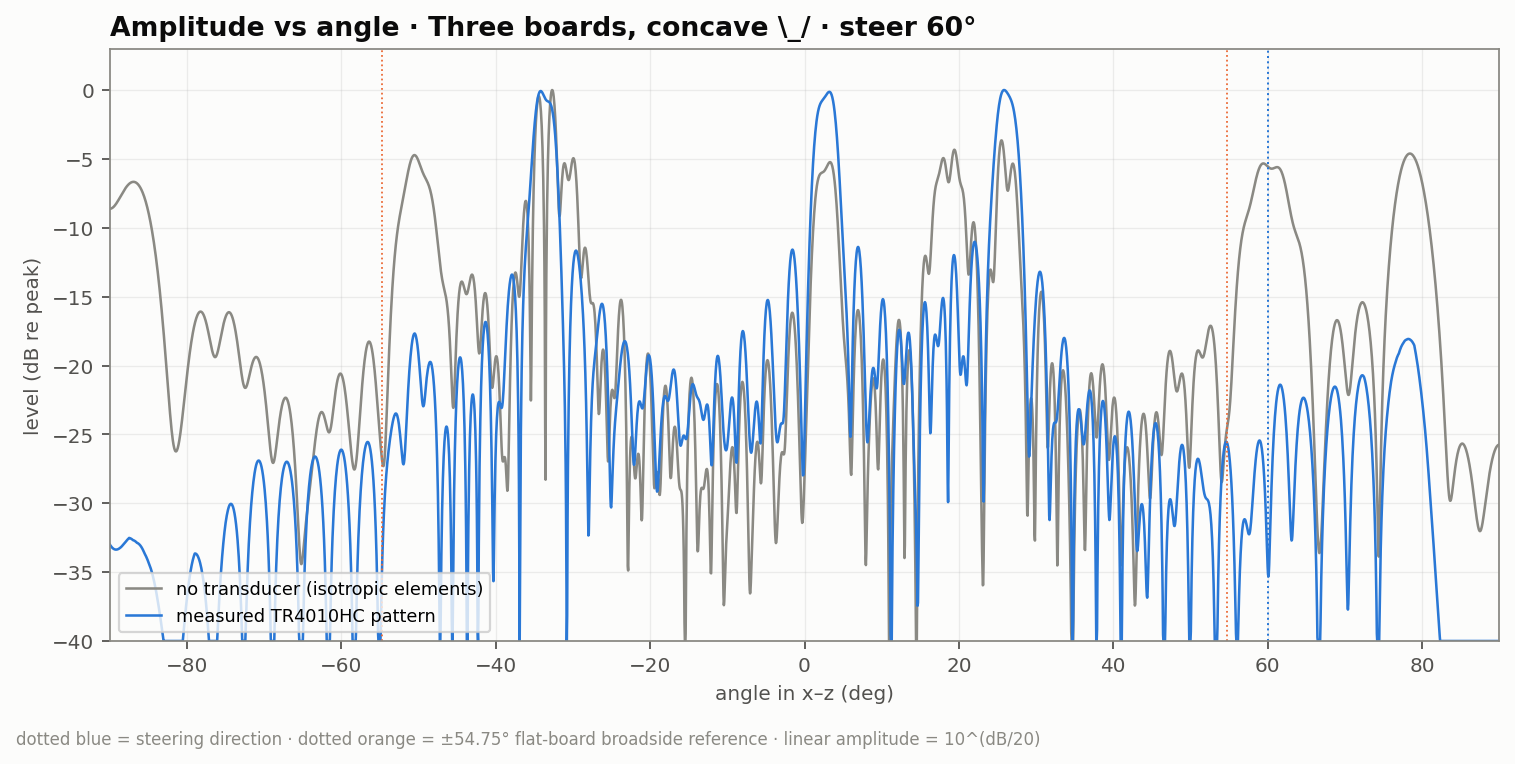 Amplitude vs angle · Three boards, concave \_/ · steer 60°
0
−5
−10
−15
−20
−25
−30
−35
−40
level (dB re peak)
no transducer (isotropic elements)
measured TR4010HC pattern
−80 −60 −40 −20 0 20 40 60 80
angle in x–z (deg)
dotted blue = steering direction · dotted orange = ±54.75° flat-board broadside reference · linear amplitude = 10^(dB/20)